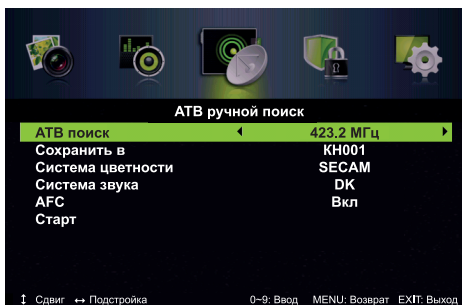 АТВ ручной поиск
АТВ поиск 423.2 МГц
Сохранить в КН001
Система цветности SECAM
Система звука DK
AFC Вкл
Старт
Сдвиг Подстройка 0~9: Ввод MENU: Возврат EXIT: Выход